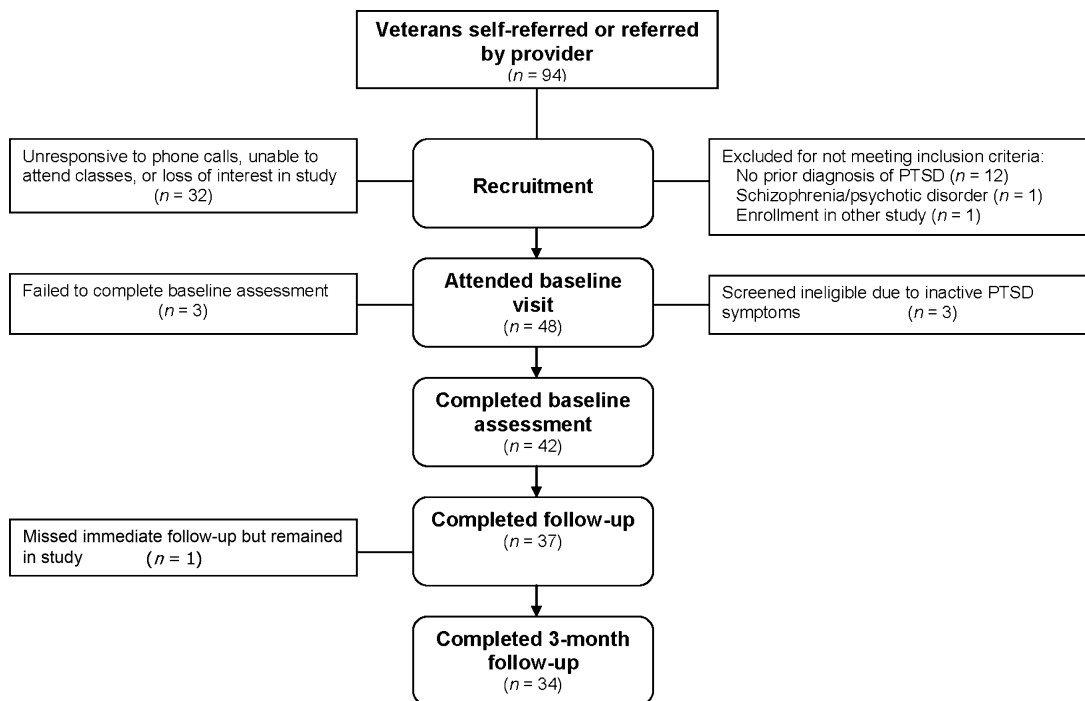 Veterans self-referred or referred
by provider
(n = 94)
Unresponsive to phone calls, unable to
attend classes, or loss of interest in study
(n = 32)
Recruitment
Excluded for not meeting inclusion criteria:
No prior diagnosis of PTSD (n = 12)
Schizophrenia/psychotic disorder (n = 1)
Enrollment in other study (n = 1)
Failed to complete baseline assessment
(n = 3)
Attended baseline
visit
(n = 48)
Screened ineligible due to inactive PTSD
symptoms (n = 3)
Completed baseline
assessment
(n = 42)
Missed immediate follow-up but remained
in study (n = 1)
Completed follow-up
(n = 37)
Completed 3-month
follow-up
(n = 34)